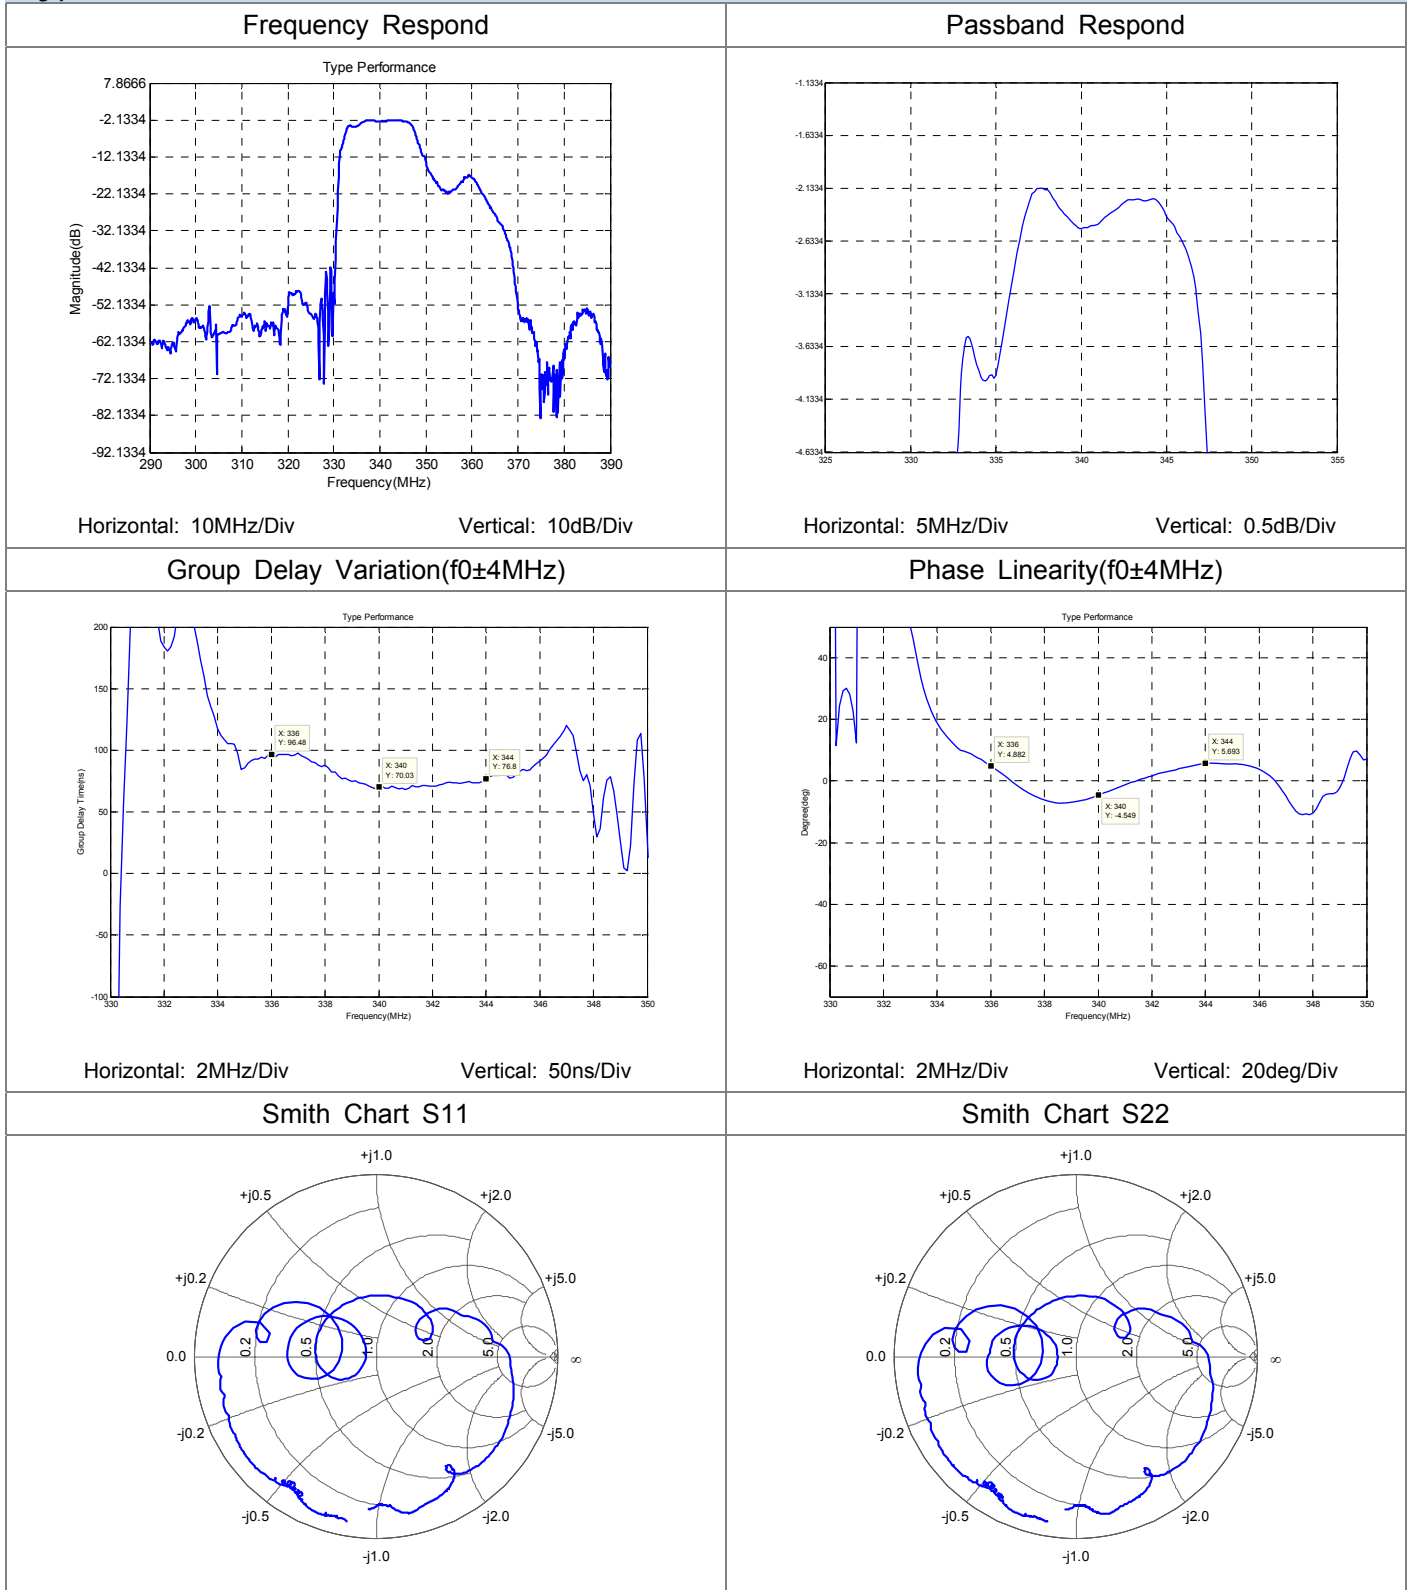 Frequency Respond
Passband Respond
Type Performance
7.8666
-2.1334
-12.1334
-22.1334
-32.1334
-42.1334
-52.1334
-62.1334
-72.1334
-82.1334
-92.1334
Magnitude(dB)
290 300 310 320 330 340 350 360 370 380 390
Frequency(MHz)
Horizontal: 10MHz/Div
Vertical: 10dB/Div
-1.1334
-1.6334
-2.1334
-2.6334
-3.1334
-3.6334
-4.1334
-4.6334
325 330 335 340 345 350 355
Horizontal: 5MHz/Div
Vertical: 0.5dB/Div
Group Delay Variation(f0±4MHz)
Phase Linearity(f0±4MHz)
Type Performance
200
150
100
50
0
-50
-100
Group Delay Time(ns)
X: 336
Y: 96.48
X: 340
Y: 70.03
X: 344
Y: 76.8
330 332 334 336 338 340 342 344 346 348 350
Frequency(MHz)
Horizontal: 2MHz/Div
Vertical: 50ns/Div
Type Performance
40
20
0
-20
-40
-60
Degree(deg)
X: 336
Y: 4.882
X: 340
Y: -4.549
X: 344
Y: 5.693
330 332 334 336 338 340 342 344 346 348 350
Frequency(MHz)
Horizontal: 2MHz/Div
Vertical: 20deg/Div
Smith Chart S11
Smith Chart S22
+j1.0
+j0.5
+j2.0
+j0.2
+j5.0
0.0
0.2
0.5
1.0
2.0
5.0
∞
-j0.2
-j5.0
-j0.5
-j2.0
-j1.0
+j1.0
+j0.5
+j2.0
+j0.2
+j5.0
0.0
0.2
0.5
1.0
2.0
5.0
∞
-j0.2
-j5.0
-j0.5
-j2.0
-j1.0